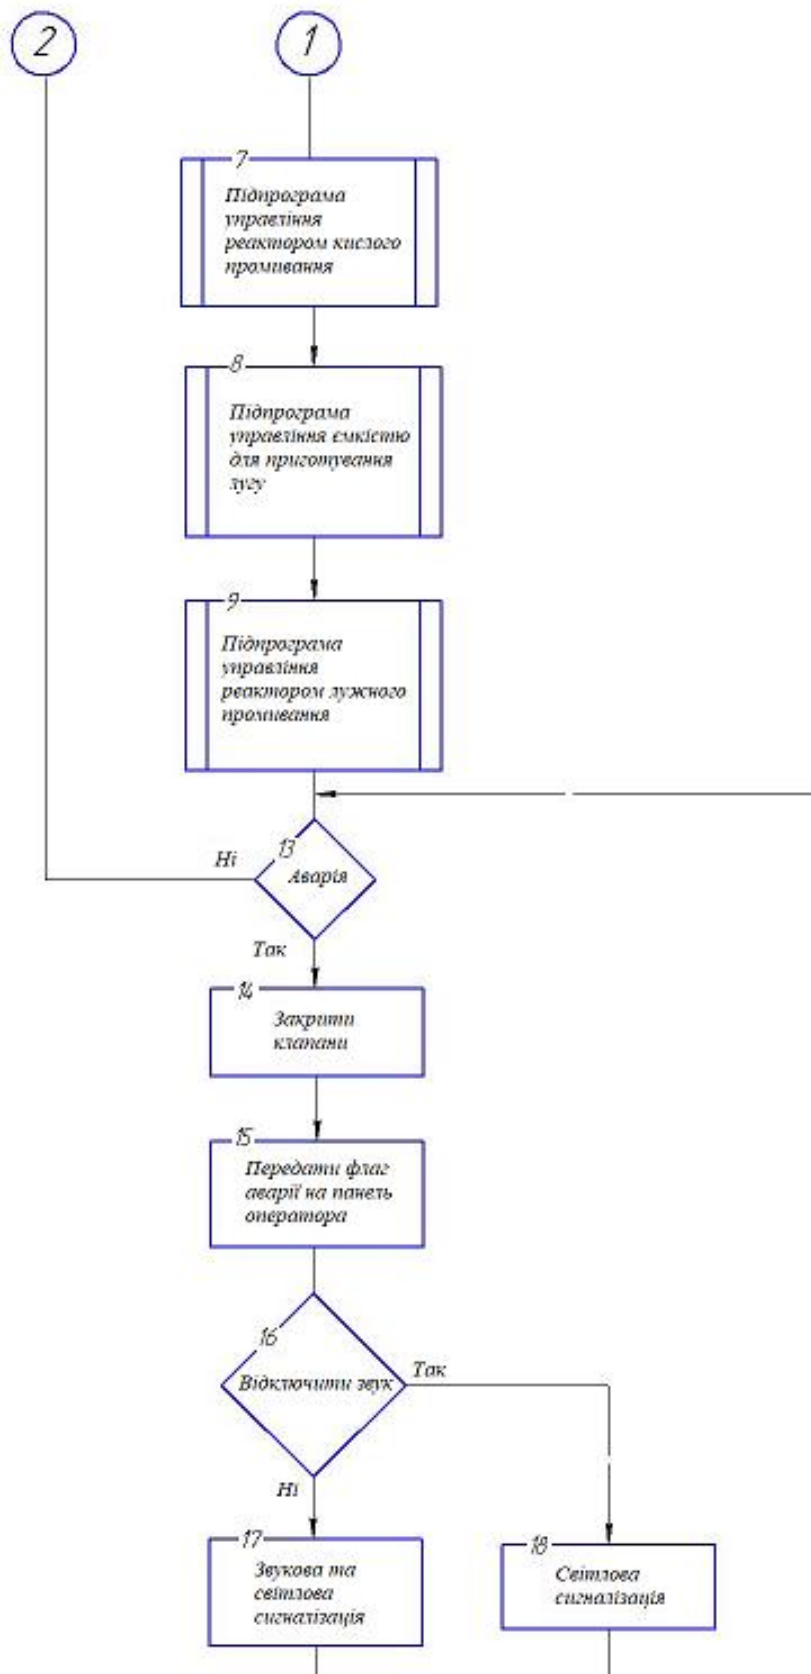 2
1
7
Підпрограма
управління
реактором кислого
промивання
8
Підпрограма
управління ємкістю
для приготування
лугу
9
Підпрограма
управління
реактором лужного
промивання
13
Ні
Аварія
Так
14
Закрити
клапани
15
Передати флаг
аварії на панель
оператора
16
Так
Відключити звук
Ні
17
Звукова та
світлова
сигналізація
18
Світлова
сигналізація